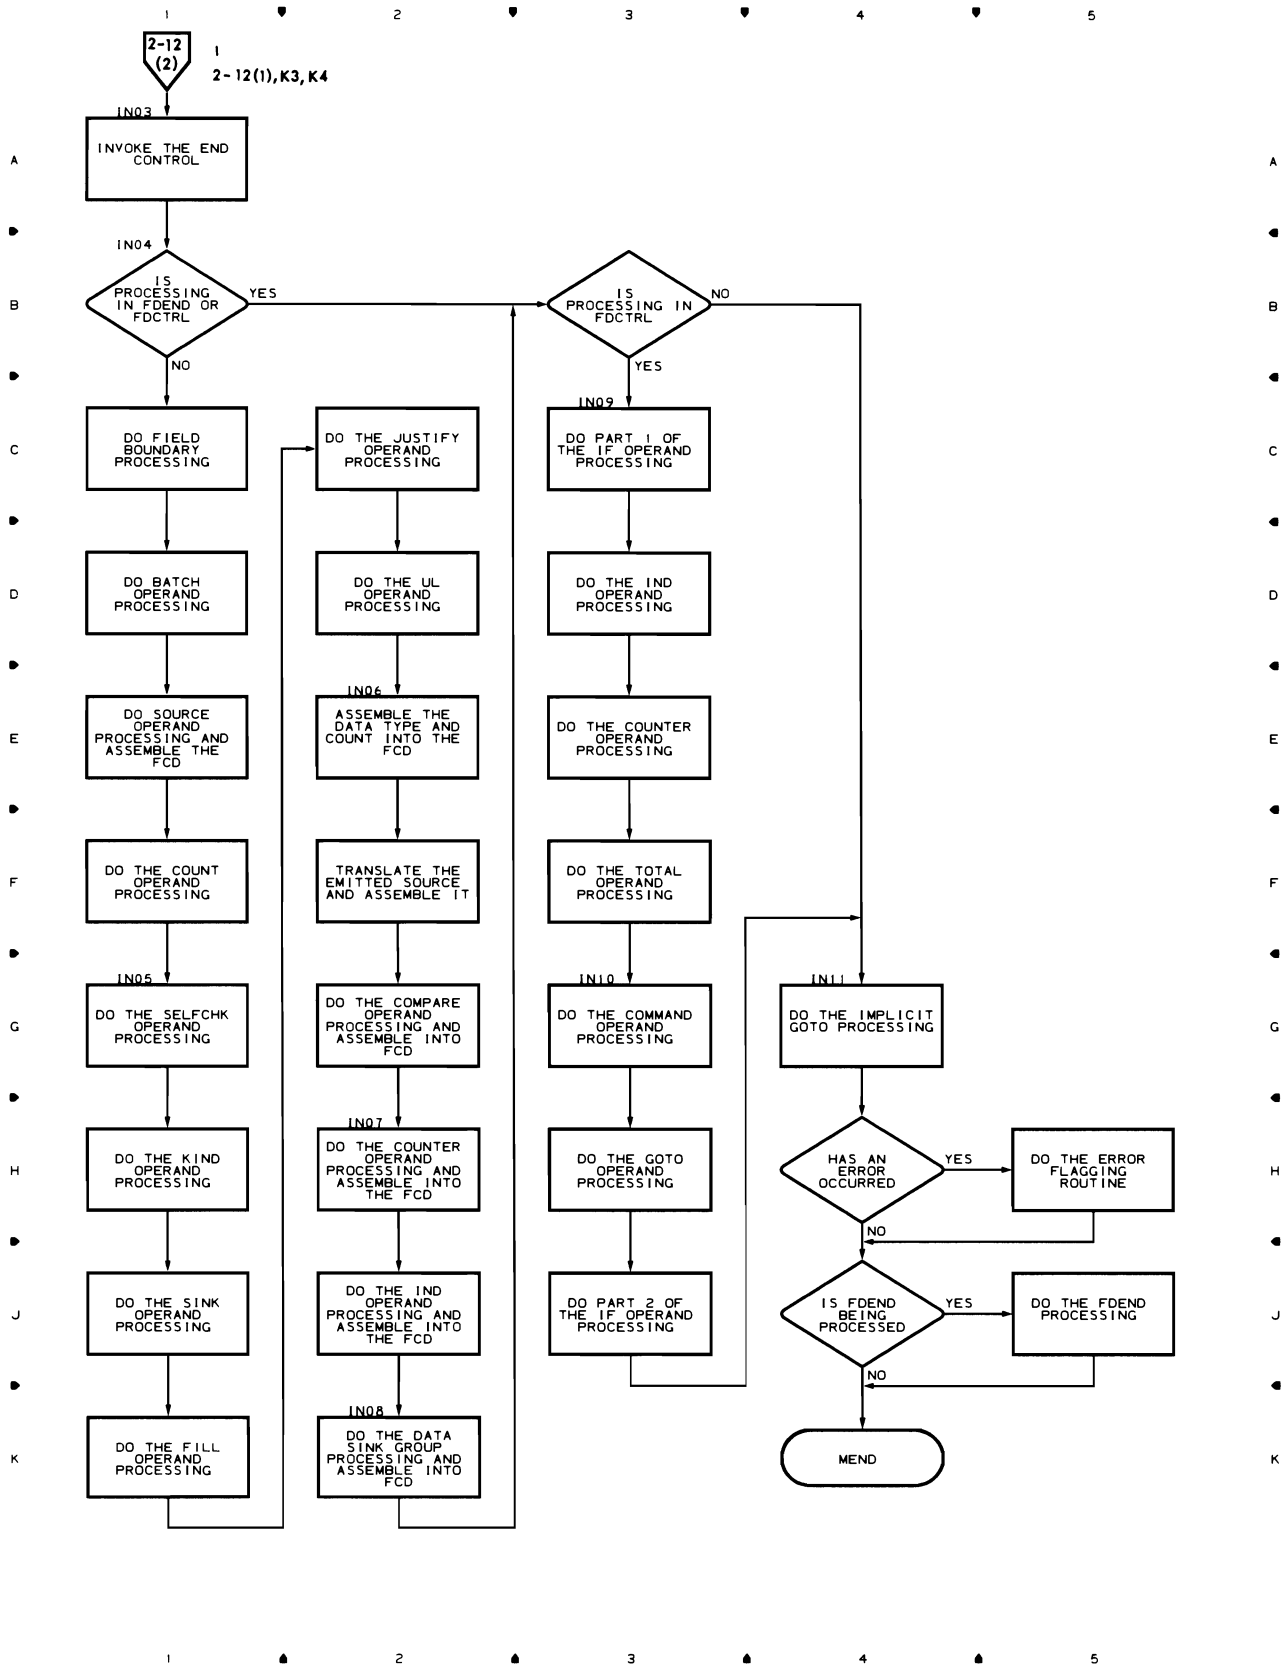 1 2 3 4 5
2-12
(2)
1
2-12(1),K3,K4
IN03
INVOKE THE END
CONTROL
A A
IN04
IS
PROCESSING
IN FDEND OR
FDCTRL
YES
NO
IS
PROCESSING IN
FDCTRL
NO
YES
B B
DO FIELD
BOUNDARY
PROCESSING
DO THE JUSTIFY
OPERAND
PROCESSING
IN09
DO PART 1 OF
THE IF OPERAND
PROCESSING
C C
DO BATCH
OPERAND
PROCESSING
DO THE UL
OPERAND
PROCESSING
DO THE IND
OPERAND
PROCESSING
D D
DO SOURCE
OPERAND
PROCESSING AND
ASSEMBLE THE
FCD
IN06
ASSEMBLE THE
DATA TYPE AND
COUNT INTO THE
FCD
DO THE COUNTER
OPERAND
PROCESSING
E E
DO THE COUNT
OPERAND
PROCESSING
TRANSLATE THE
EMITTED SOURCE
AND ASSEMBLE IT
DO THE TOTAL
OPERAND
PROCESSING
F F
IN05
DO THE SELFCHK
OPERAND
PROCESSING
DO THE COMPARE
OPERAND
PROCESSING AND
ASSEMBLE INTO
FCD
IN10
DO THE COMMAND
OPERAND
PROCESSING
IN11
DO THE IMPLICIT
GOTO PROCESSING
G G
DO THE KIND
OPERAND
PROCESSING
IN07
DO THE COUNTER
OPERAND
PROCESSING AND
ASSEMBLE INTO
THE FCD
DO THE GOTO
OPERAND
PROCESSING
HAS AN
ERROR
OCCURRED
YES
NO
DO THE ERROR
FLAGGING
ROUTINE
H H
DO THE SINK
OPERAND
PROCESSING
DO THE IND
OPERAND
PROCESSING AND
ASSEMBLE INTO
THE FCD
DO PART 2 OF
THE IF OPERAND
PROCESSING
IS FDEND
BEING
PROCESSED
YES
NO
DO THE FDEND
PROCESSING
J J
DO THE FILL
OPERAND
PROCESSING
IN08
DO THE DATA
SINK GROUP
PROCESSING AND
ASSEMBLE INTO
FCD
MEND
K K
1 2 3 4 5